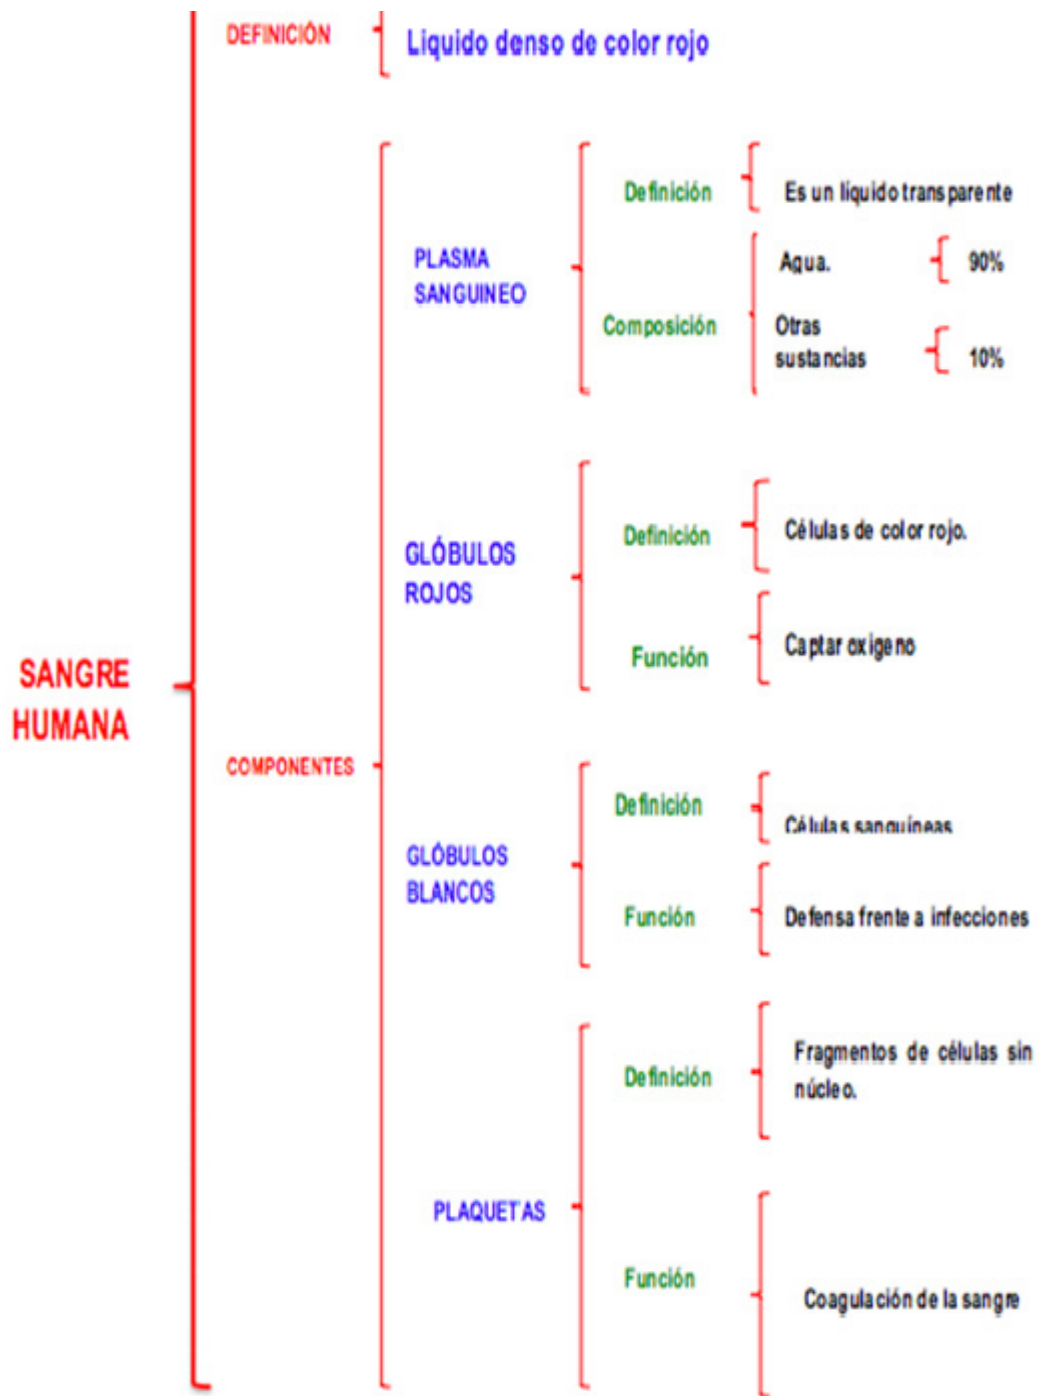 DEFINICIÓN
Liquido denso de color rojo
Definición
Es un líquido transparente
PLASMA
SANGUINEO
Agua.
90%
Composición
Otras
sustancias
10%
GLÓBULOS
ROJOS
Definición
Células de color rojo.
Función
Captar oxigeno
SANGRE
HUMANA
COMPONENTES
GLÓBULOS
BLANCOS
Definición
Células sanguíneas
Función
Defensa frente a infecciones
PLAQUETAS
Definición
Fragmentos de células sin
núcleo.
Función
Coagulación de la sangre